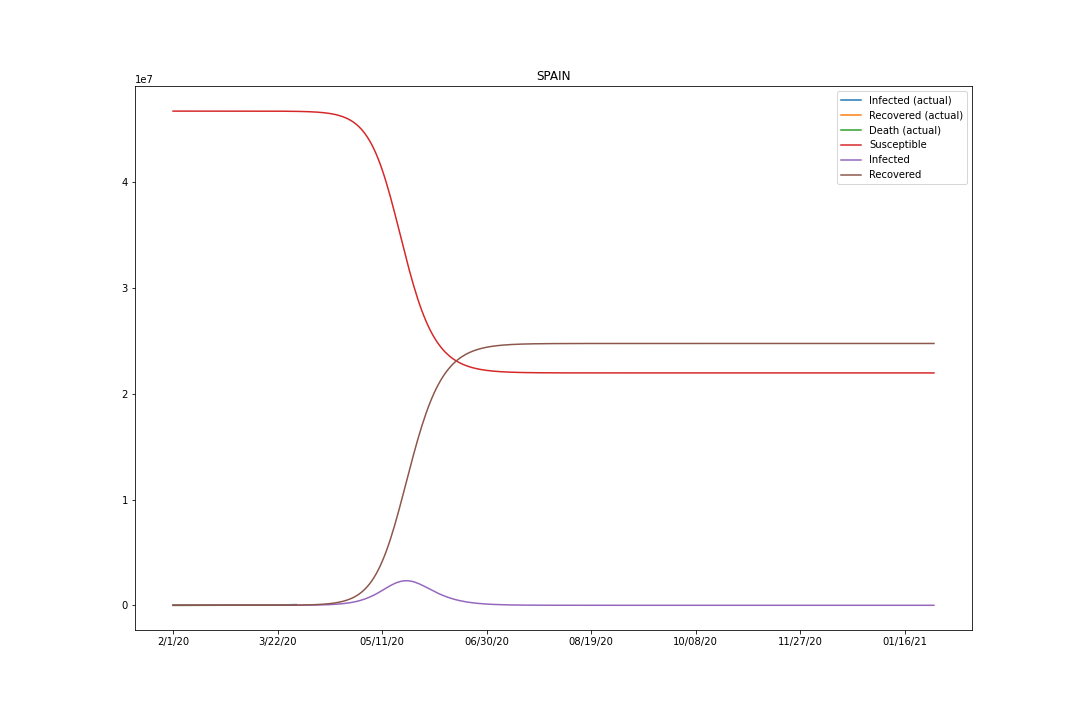 SPAIN
1e7
Infected (actual)
Recovered (actual)
Death (actual)
Susceptible
Infected
Recovered
4
3
2
1
0
2/1/20 3/22/20 05/11/20 06/30/20 08/19/20 10/08/20 11/27/20 01/16/21